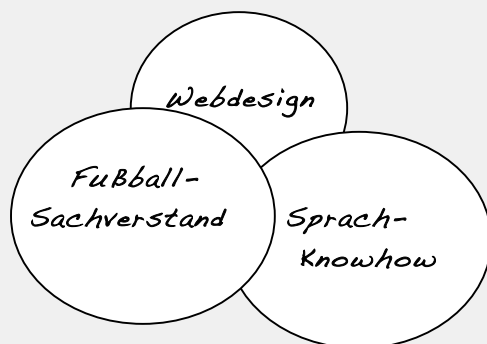 Webdesign
Fußball-
Sachverstand
Sprach-
Knowhow